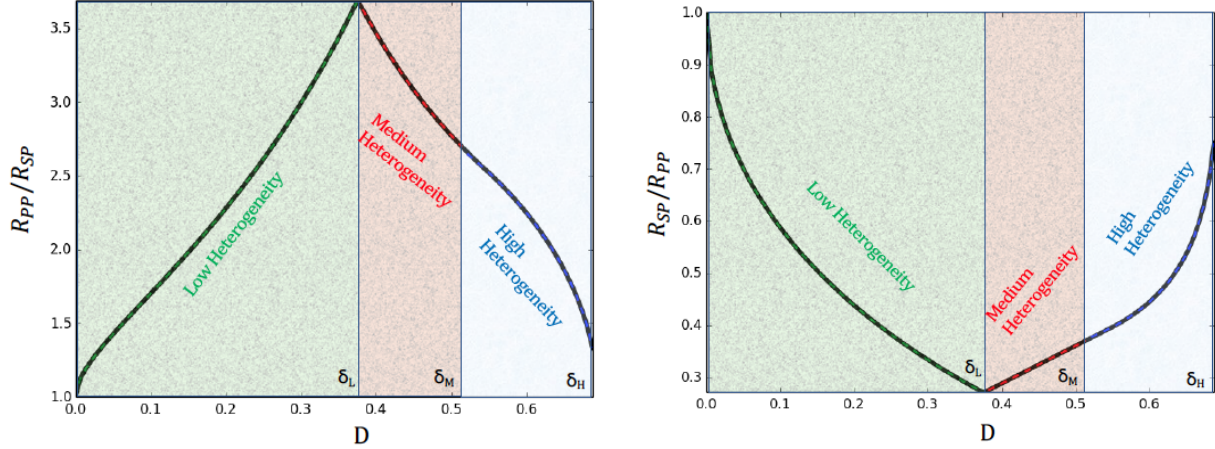 R_PP/R_SP
3.5
3.0
2.5
2.0
1.5
1.0
Low Heterogeneity
Medium
Heterogeneity
High
Heterogeneity
δ_L
δ_M
δ_H
0.0 0.1 0.2 0.3 0.4 0.5 0.6
D
R_SP/R_PP
1.0
0.9
0.8
0.7
0.6
0.5
0.4
0.3
Low Heterogeneity
Medium
Heterogeneity
High
Heterogeneity
δ_L
δ_M
δ_H
0.0 0.1 0.2 0.3 0.4 0.5 0.6
D